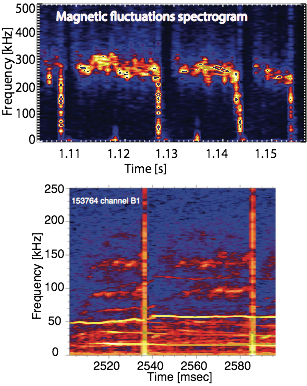 Magnetic fluctuations spectrogram
Frequency [kHz]
500
400
300
200
100
0
1.11 1.12 1.13 1.14 1.15
Time [s]
153764 channel B1
Frequency [kHz]
250
200
150
100
50
0
2520 2540 2560 2580
Time [msec]